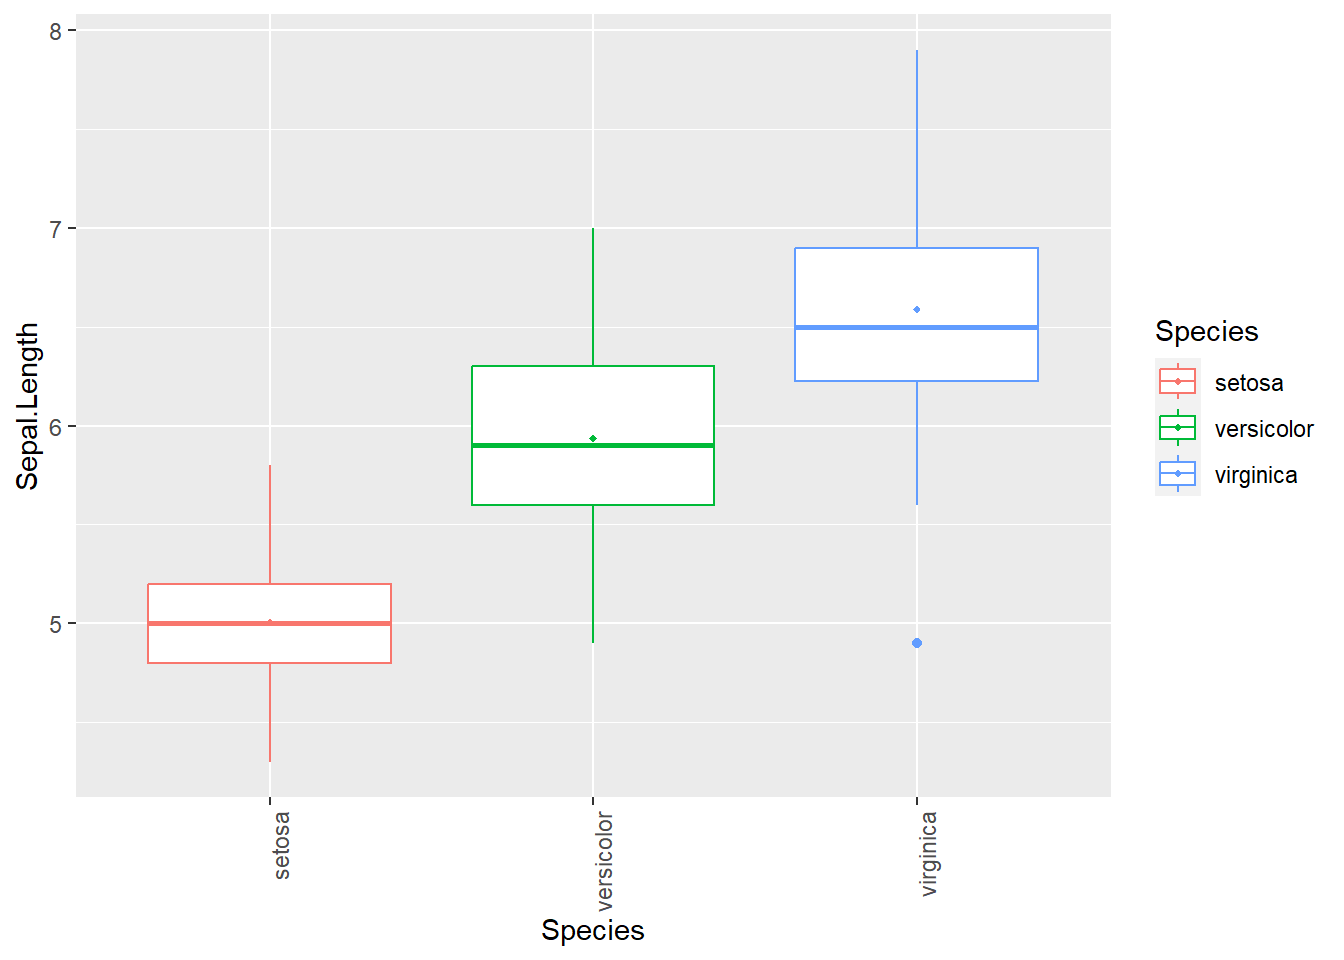 8
7
6
5
Sepal.Length
setosa
versicolor
virginica
Species
Species
setosa
versicolor
virginica